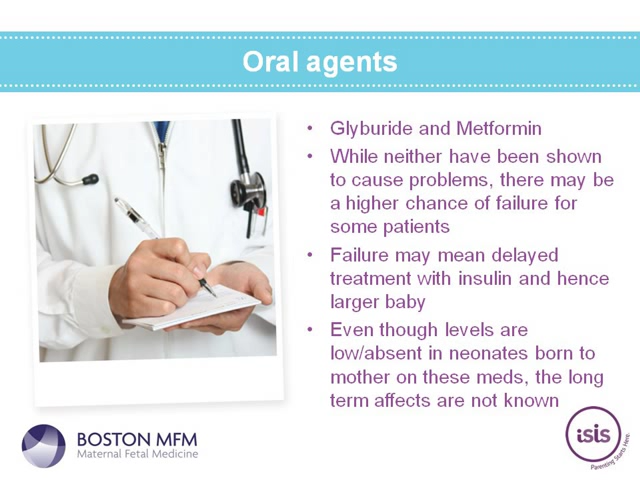 Oral agents
• Glyburide and Metformin
• While neither have been shown
to cause problems, there may be
a higher chance of failure for
some patients
• Failure may mean delayed
treatment with insulin and hence
larger baby
• Even though levels are
low/absent in neonates born to
mother on these meds, the long
term affects are not known
BOSTON MFM
Maternal Fetal Medicine
isis
Parenting Starts Here.